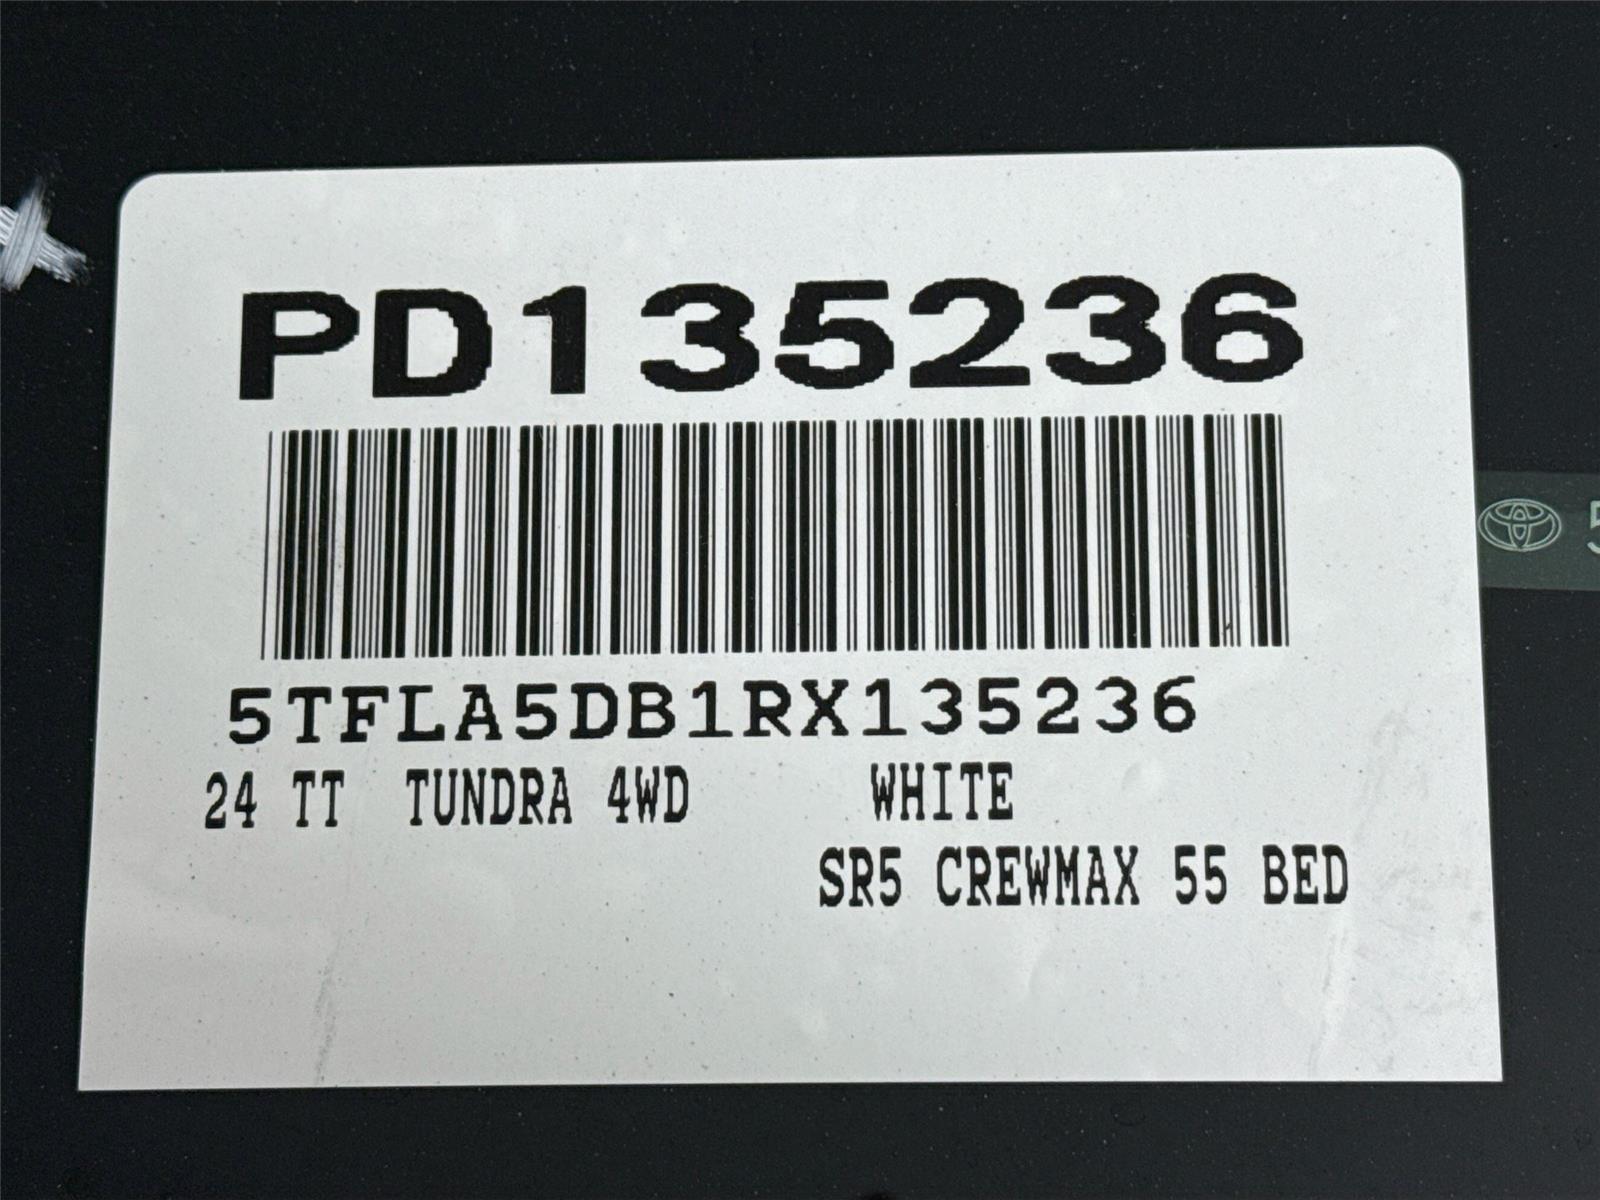 PD135236
5TFLA5DB1RX135236
24 TT TUNDRA 4WD WHITE
SR5 CREWMAX 55 BED